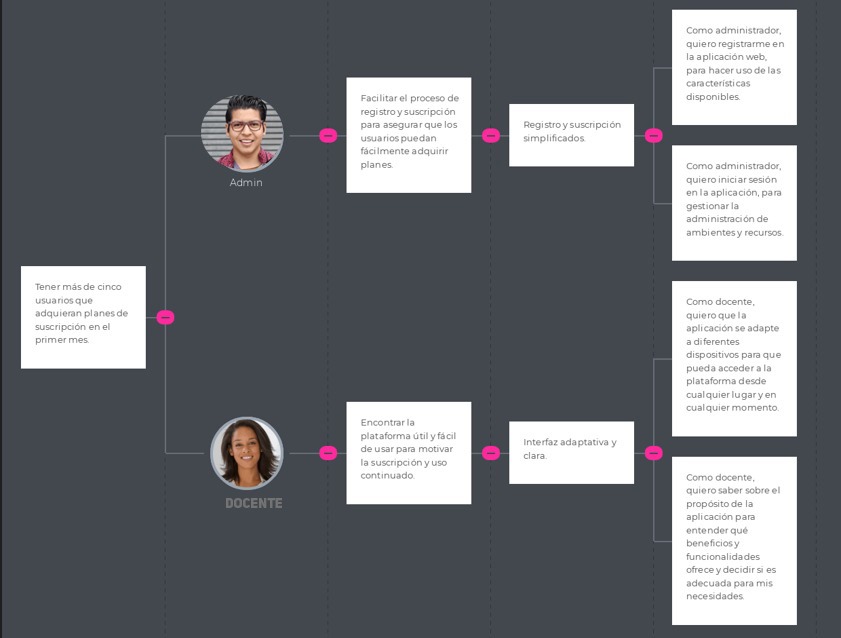 Tener más de cinco
usuarios que
adquieran planes de
suscripción en el
primer mes.
Admin
Facilitar el proceso de
registro y suscripción
para asegurar que los
usuarios puedan
fácilmente adquirir
planes.
Registro y suscripción
simplificados.
Como administrador,
quiero registrarme en
la aplicación web,
para hacer uso de las
características
disponibles.
Como administrador,
quiero iniciar sesión
en la aplicación, para
gestionar la
administración de
ambientes y recursos.
DOCENTE
Encontrar la
plataforma útil y fácil
de usar para motivar
la suscripción y uso
continuado.
Interfaz adaptativa y
clara.
Como docente,
quiero que la
aplicación se adapte
a diferentes
dispositivos para que
pueda acceder a la
plataforma desde
cualquier lugar y en
cualquier momento.
Como docente,
quiero saber sobre el
propósito de la
aplicación para
entender qué
beneficios y
funcionalidades
ofrece y decidir si es
adecuada para mis
necesidades.